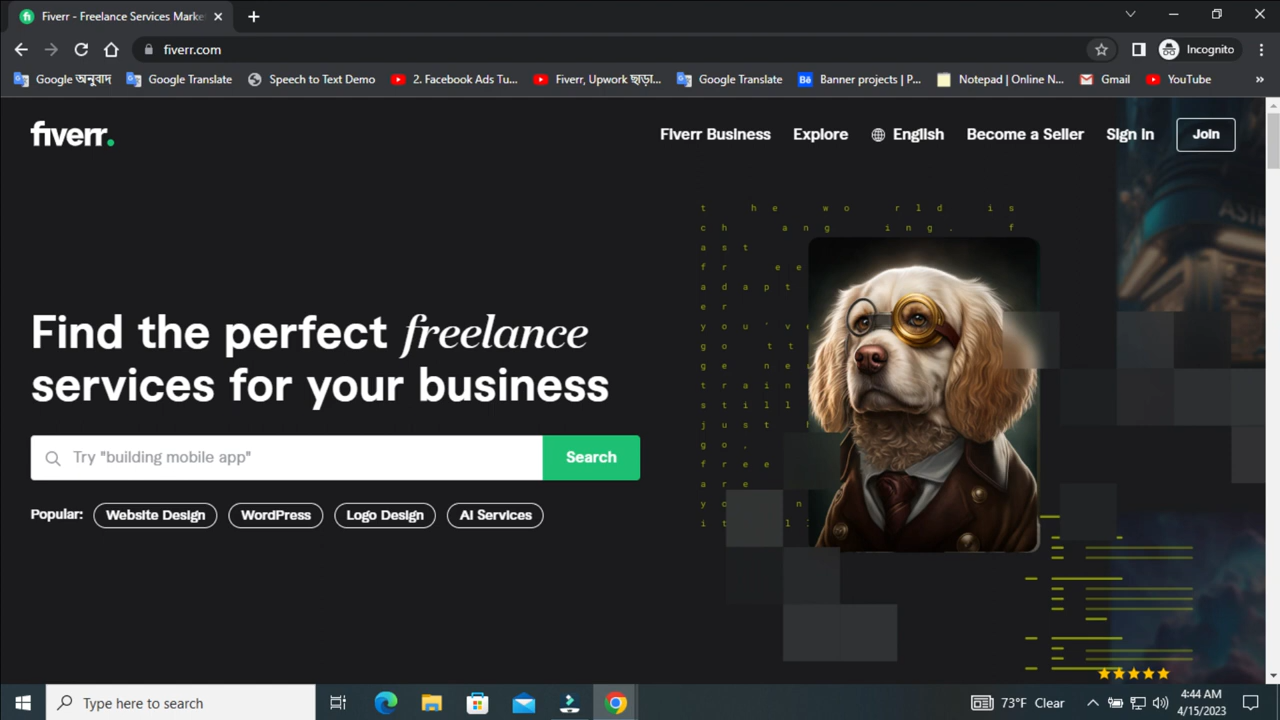 Fiverr - Freelance Services Marke
fiverr.com
Incognito
Google অনুবাদ
Google Translate
Speech to Text Demo
2. Facebook Ads Tu...
Fiverr, Upwork ছাড়া...
Google Translate
Bē
Banner projects | P...
Notepad | Online N...
Gmail
YouTube
»
fiverr.
Fiverr Business
Explore
English
Become a Seller
Sign in
Join
t h e w o r l d i s
c h a n g i n g . f
a s t
f r e e
a d a p t
e r
y o u ' v e
g o t t
g e n e
t r a i n
s t i l l
j u s t
g o ,
f r e e
a r e
Find the perfect freelance
services for your business
Try "building mobile app"
Search
Popular:
Website Design
WordPress
Logo Design
AI Services
Type here to search
73°F Clear
4:44 AM
4/15/2023